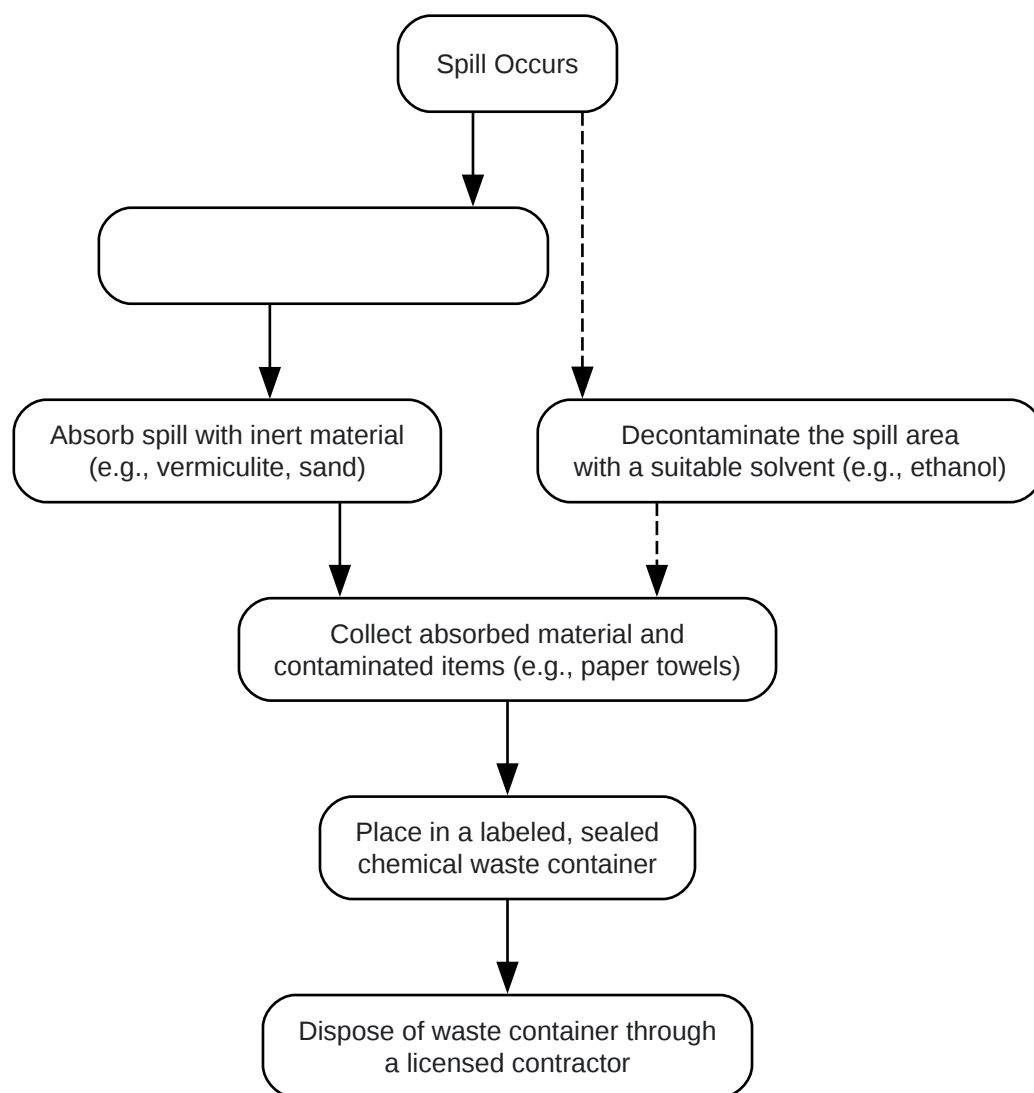 Spill Occurs
Absorb spill with inert material
(e.g., vermiculite, sand)
Decontaminate the spill area
with a suitable solvent (e.g., ethanol)
Collect absorbed material and
contaminated items (e.g., paper towels)
Place in a labeled, sealed
chemical waste container
Dispose of waste container through
a licensed contractor